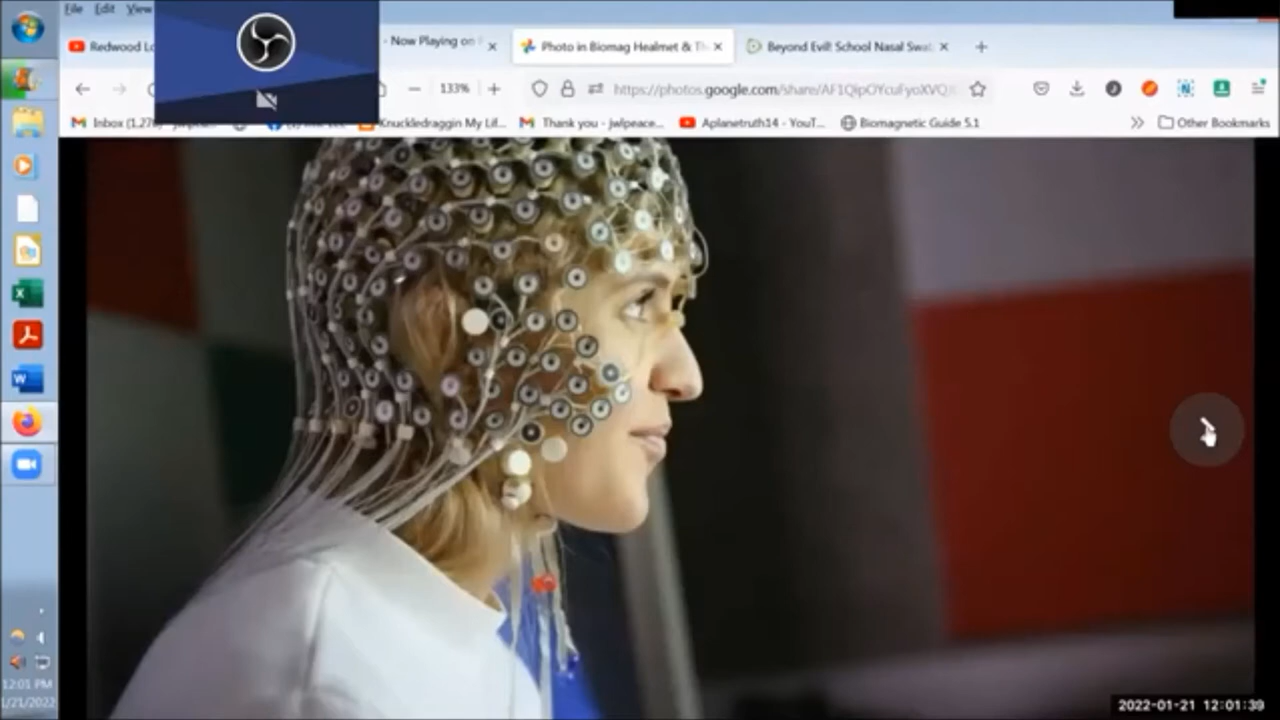 File Edit View
Redwood Lo
- Now Playing on
Photo in Biomag Healmet & Th
Beyond Evil! School Nasal Swab
133%
https://photos.google.com/share/AF1QipOYcuFyoXVQ
Inbox (1,27
Knuckledraggin My Lif...
Thank you - jwlpeace...
Aplanetruth14 - YouT...
Biomagnetic Guide 5.1
Other Bookmarks
12:01 PM
1/21/2022
2022-01-21 12:01:39